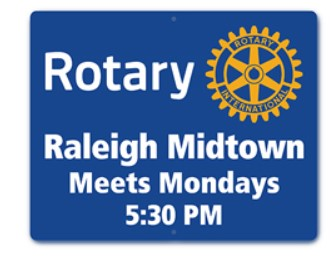 Rotary
ROTARY
INTERNATIONAL
Raleigh Midtown
Meets Mondays
5:30 PM